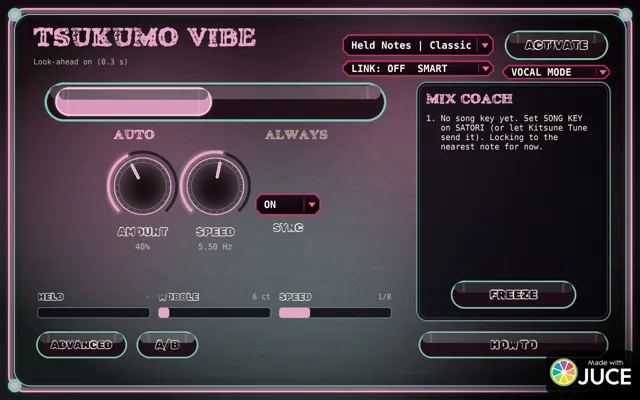 TSUKUMO VIBE
Look-ahead on (0.3 s)
Held Notes | Classic
ACTIVATE
LINK: OFF SMART
VOCAL MODE
AUTO
ALWAYS
MIX COACH
1. No song key yet. Set SONG KEY
on SATORI (or let Kitsune Tune
send it). Locking to the
nearest note for now.
ON
AMOUNT
SPEED
SYNC
40%
5.50 Hz
FREEZE
HELD
-
WOBBLE
6 ct
SPEED
1/8
ADVANCED
A/B
HOW TO
Made with
JUCE